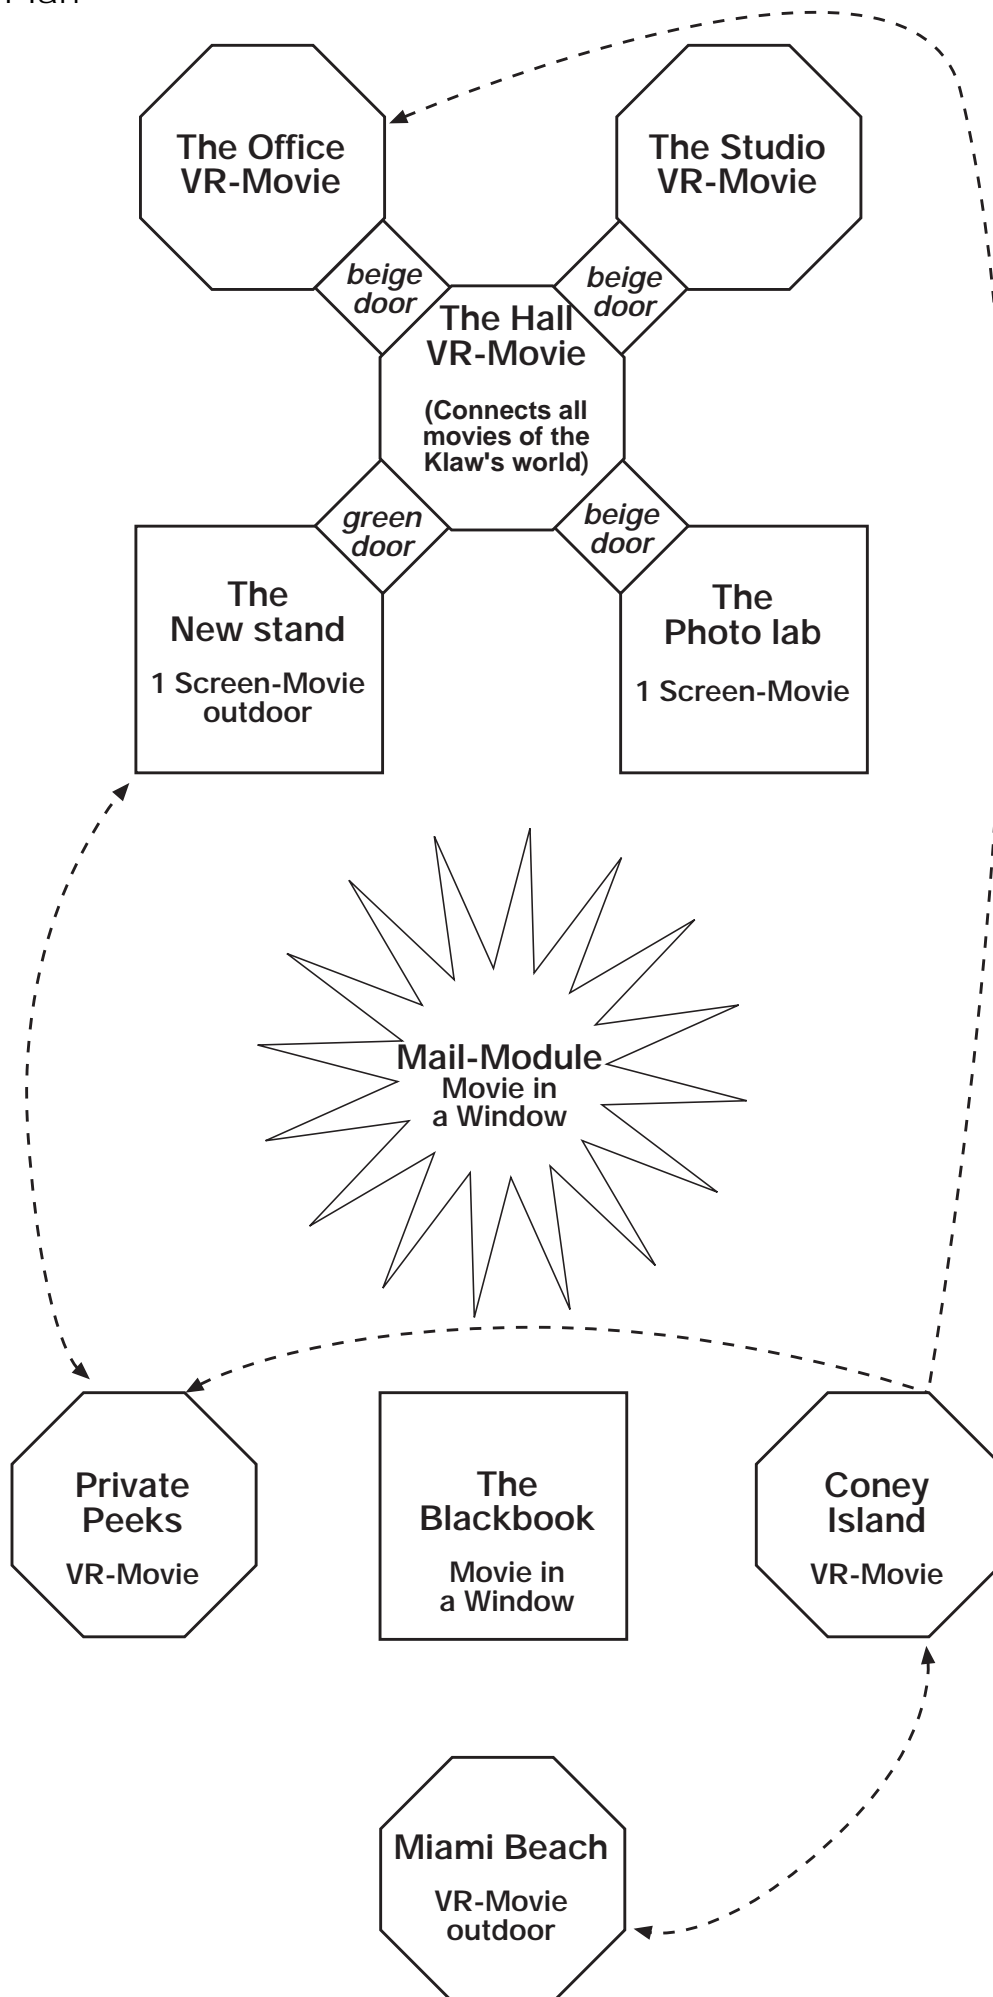 Plan
The Office
VR-Movie
The Studio
VR-Movie
beige
door
beige
door
The Hall
VR-Movie
(Connects all
movies of the
Klaw's world)
green
door
beige
door
The
New stand
1 Screen-Movie
outdoor
The
Photo lab
1 Screen-Movie
Mail-Module
Movie in
a Window
Private
Peeks
VR-Movie
The
Blackbook
Movie in
a Window
Coney
Island
VR-Movie
Miami Beach
VR-Movie
outdoor